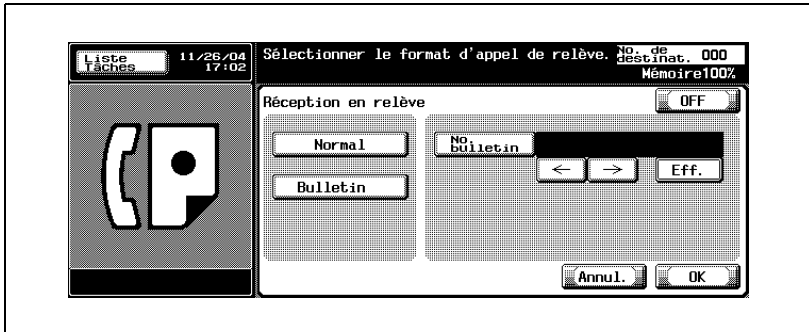 Liste
Tâches
11/26/04
17:02
Sélectionner le format d'appel de relève.
No. de
destinat. 000
Mémoire100%
Réception en relève
OFF
Normal
No.
bulletin
← → Eff.
Bulletin
Annul. OK